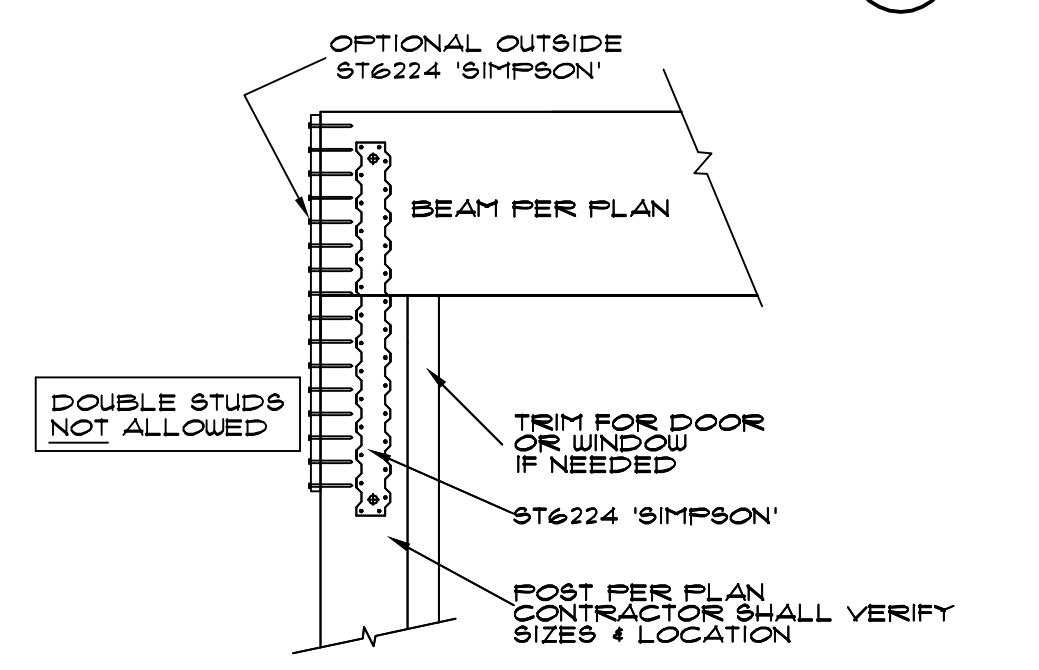 OPTIONAL OUTSIDE
ST6224 'SIMPSON'
BEAM PER PLAN
DOUBLE STUDS
NOT ALLOWED
TRIM FOR DOOR
OR WINDOW
IF NEEDED
ST6224 'SIMPSON'
POST PER PLAN
CONTRACTOR SHALL VERIFY
SIZES & LOCATION